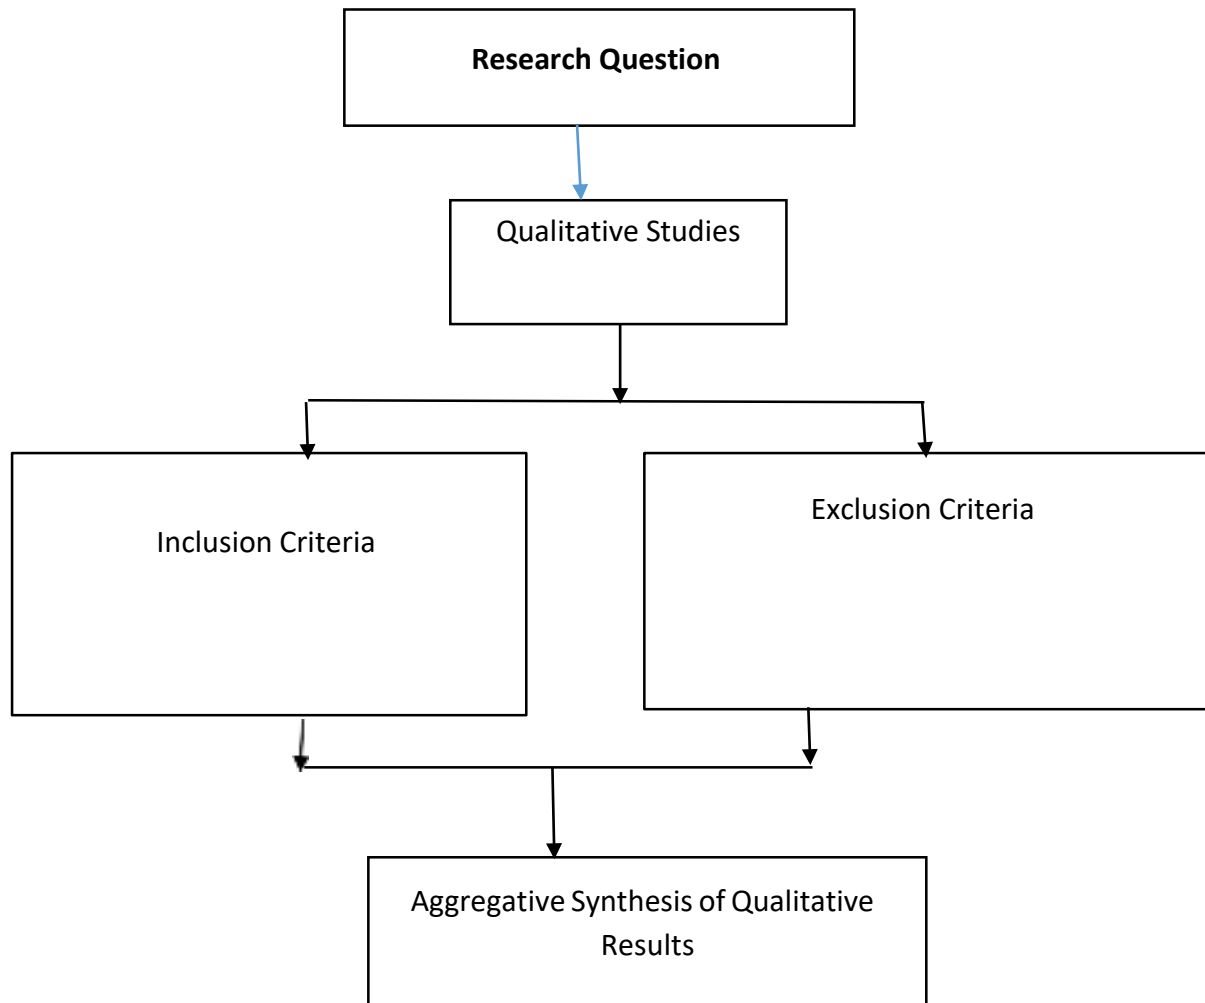 Research Question
Qualitative Studies
Inclusion Criteria
Exclusion Criteria
Aggregative Synthesis of Qualitative
Results